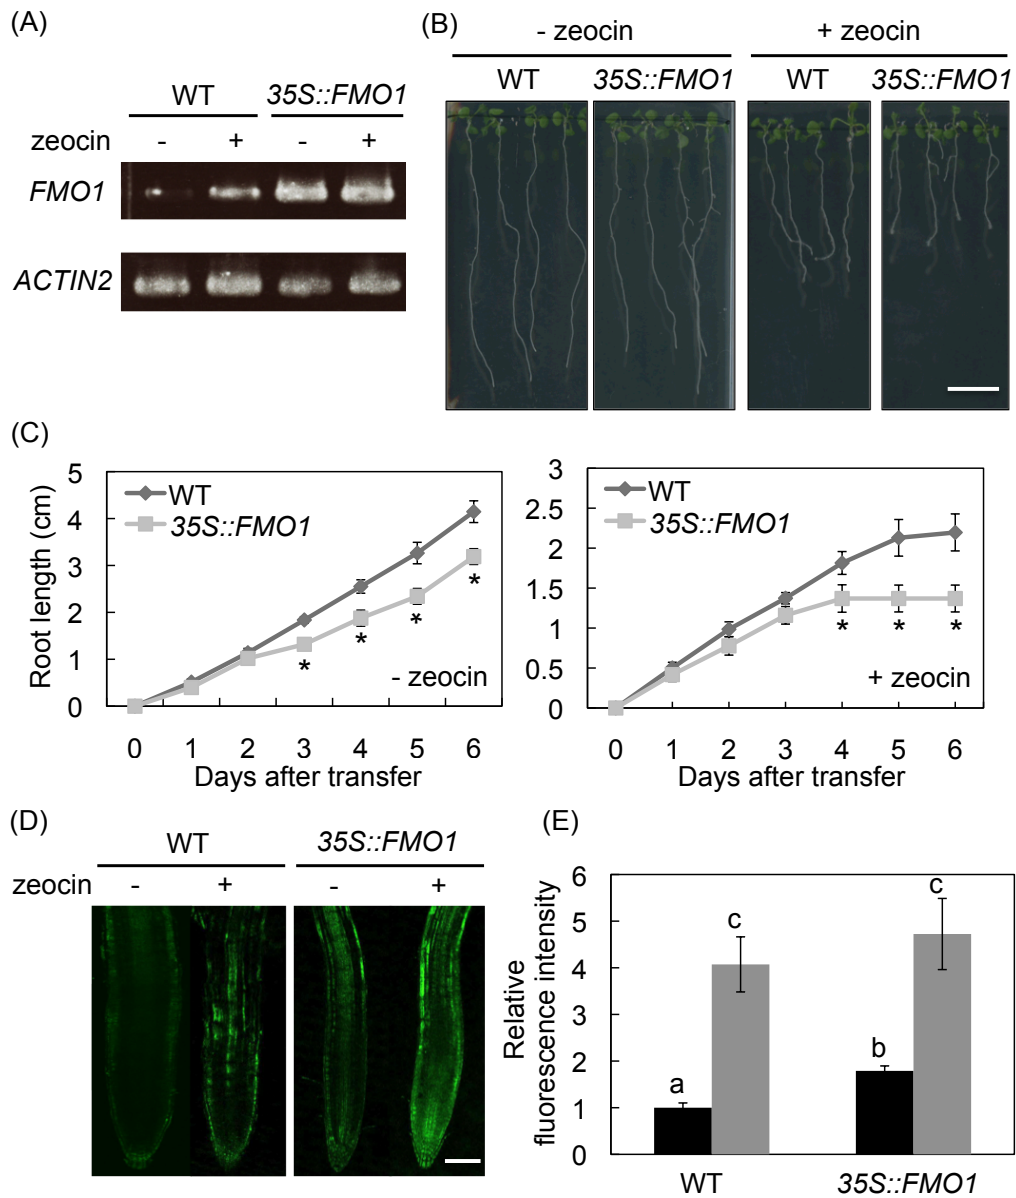 (A)
WT 35S::FMO1
zeocin - + - +
FMO1
ACTIN2
(B)
- zeocin + zeocin
WT 35S::FMO1 WT 35S::FMO1
(C)
Root length (cm)
5
4
3
2
1
0
WT
35S::FMO1
* * * *
- zeocin
0 1 2 3 4 5 6
Days after transfer
3
2.5
2
1.5
1
0.5
0
WT
35S::FMO1
* * *
+ zeocin
0 1 2 3 4 5 6
Days after transfer
(D)
WT 35S::FMO1
zeocin - + - +
(E)
Relative
fluorescence intensity
6
5
4
3
2
1
0
a c b c
WT 35S::FMO1